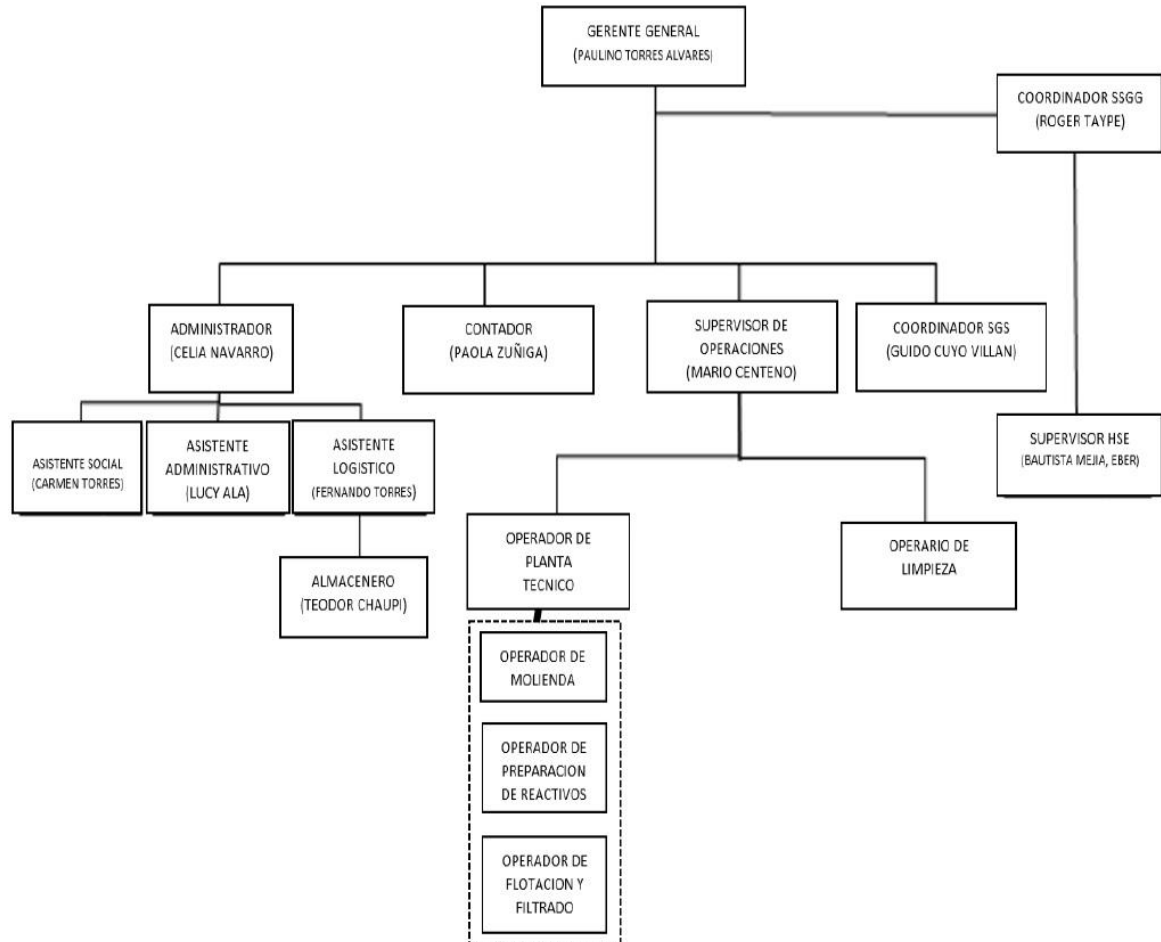 GERENTE GENERAL
(PAULINO TORRES ALVARES)
COORDINADOR SSGG
(ROGER TAYPE)
ADMINISTRADOR
(CELIA NAVARRO)
CONTADOR
(PAOLA ZUÑIGA)
SUPERVISOR DE
OPERACIONES
(MARIO CENTENO)
COORDINADOR SGS
(GUIDO CUYO VILLAN)
ASISTENTE SOCIAL
(CARMEN TORRES)
ASISTENTE
ADMINISTRATIVO
(LUCY ALA)
ASISTENTE
LOGISTICO
(FERNANDO TORRES)
SUPERVISOR HSE
(BAUTISTA MEJIA, EBER)
ALMACENERO
(TEODOR CHAUPI)
OPERADOR DE
PLANTA
TECNICO
OPERARIO DE
LIMPIEZA
OPERADOR DE
MOLIENDA
OPERADOR DE
PREPARACION
DE REACTIVOS
OPERADOR DE
FLOTACION Y
FILTRADO